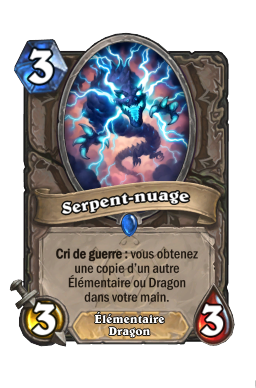 3
Serpent-nuage
Cri de guerre : vous obtenez
une copie d'un autre
Élémentaire ou Dragon
dans votre main.
3
Élémentaire
Dragon
3